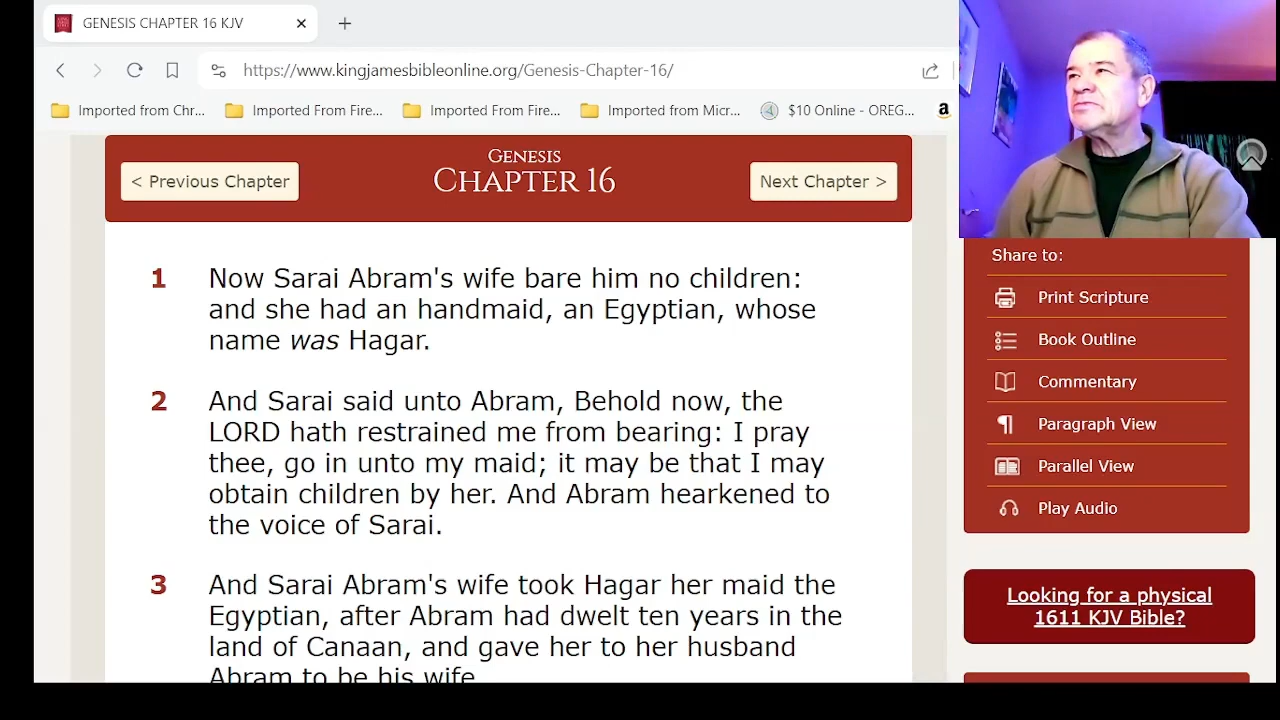 GENESIS CHAPTER 16 KJV
https://www.kingjamesbibleonline.org/Genesis-Chapter-16/
Imported from Chr... Imported From Fire... Imported From Fire... Imported from Micr... $10 Online - OREG... a
< Previous Chapter
GENESIS
CHAPTER 16
Next Chapter >
1 Now Sarai Abram's wife bare him no children:
and she had an handmaid, an Egyptian, whose
name was Hagar.
2 And Sarai said unto Abram, Behold now, the
LORD hath restrained me from bearing: I pray
thee, go in unto my maid; it may be that I may
obtain children by her. And Abram hearkened to
the voice of Sarai.
3 And Sarai Abram's wife took Hagar her maid the
Egyptian, after Abram had dwelt ten years in the
land of Canaan, and gave her to her husband
Abram to be his wife
Share to:
Print Scripture
Book Outline
Commentary
Paragraph View
Parallel View
Play Audio
Looking for a physical
1611 KJV Bible?